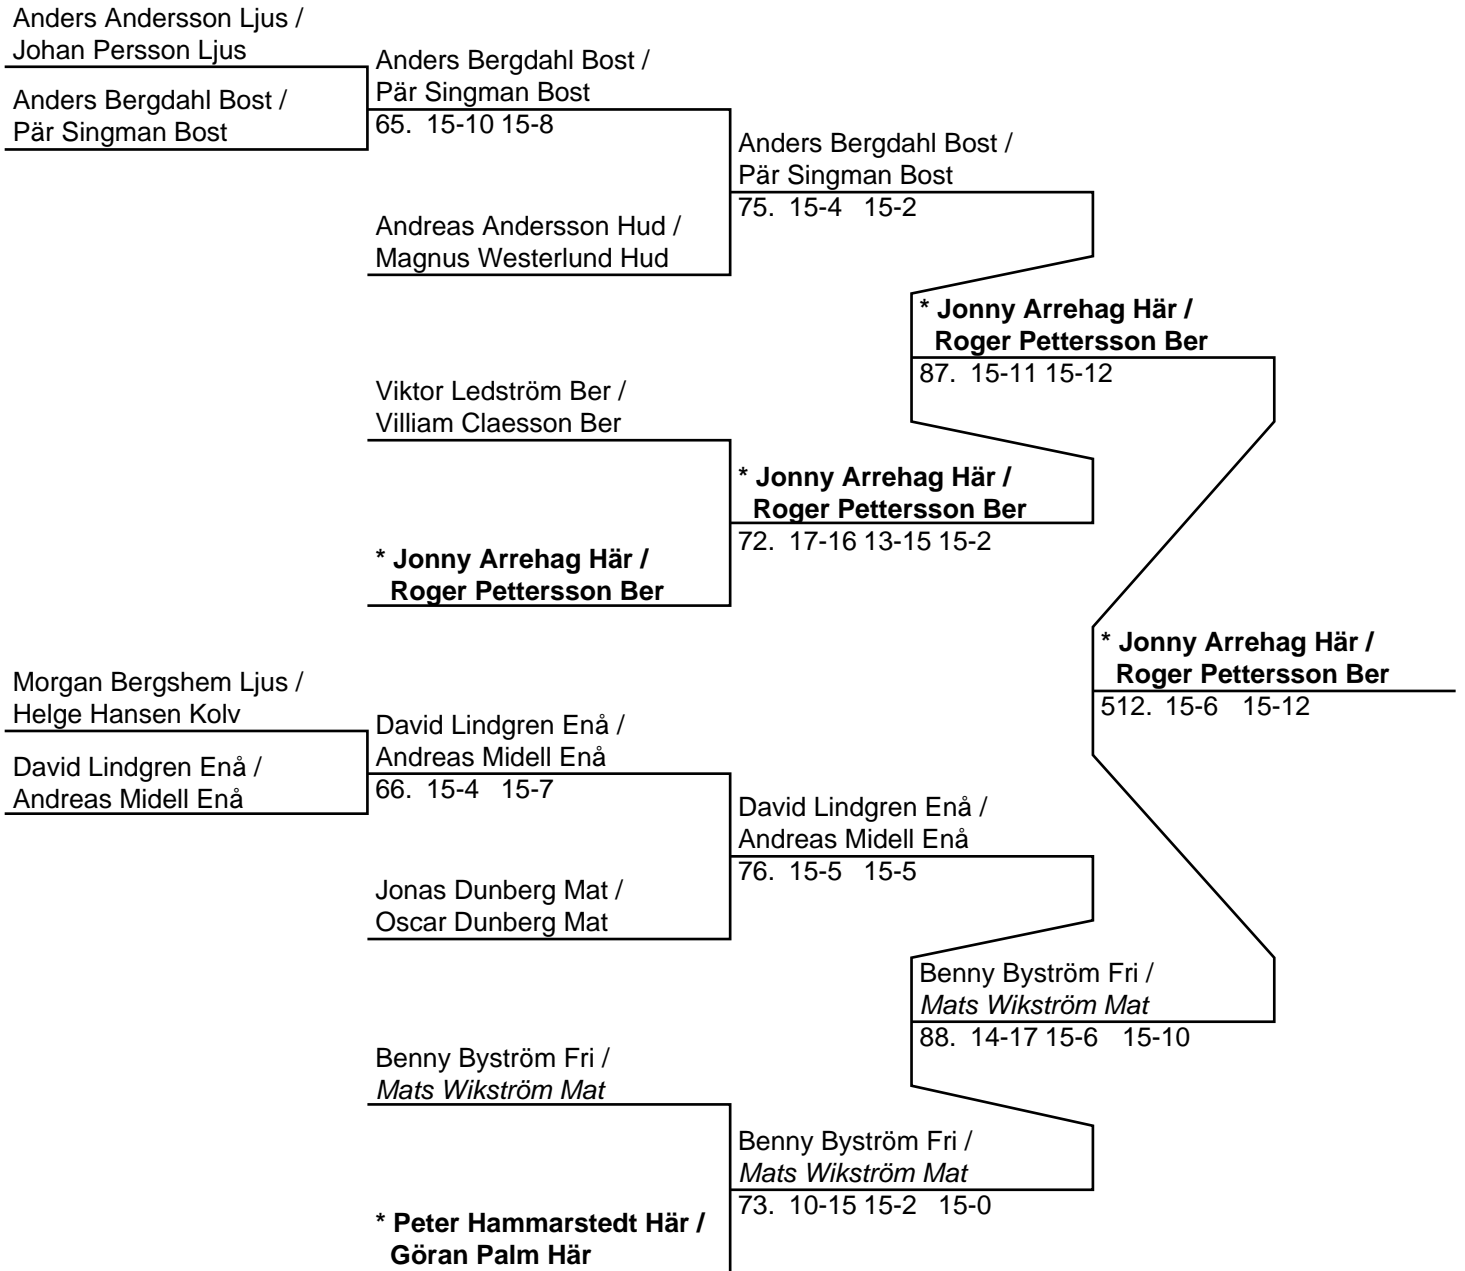 Anders Andersson Ljus /
Johan Persson Ljus
Anders Bergdahl Bost /
Pär Singman Bost
Anders Bergdahl Bost /
Pär Singman Bost
65. 15-10 15-8
Anders Bergdahl Bost /
Pär Singman Bost
75. 15-4 15-2
Andreas Andersson Hud /
Magnus Westerlund Hud
* Jonny Arrehag Här /
Roger Pettersson Ber
87. 15-11 15-12
Viktor Ledström Ber /
Villiam Claesson Ber
* Jonny Arrehag Här /
Roger Pettersson Ber
72. 17-16 13-15 15-2
* Jonny Arrehag Här /
Roger Pettersson Ber
* Jonny Arrehag Här /
Roger Pettersson Ber
512. 15-6 15-12
Morgan Bergshem Ljus /
Helge Hansen Kolv
David Lindgren Enå /
Andreas Midell Enå
David Lindgren Enå /
Andreas Midell Enå
66. 15-4 15-7
David Lindgren Enå /
Andreas Midell Enå
76. 15-5 15-5
Jonas Dunberg Mat /
Oscar Dunberg Mat
Benny Byström Fri /
Mats Wikström Mat
88. 14-17 15-6 15-10
Benny Byström Fri /
Mats Wikström Mat
Benny Byström Fri /
Mats Wikström Mat
73. 10-15 15-2 15-0
* Peter Hammarstedt Här /
Göran Palm Här